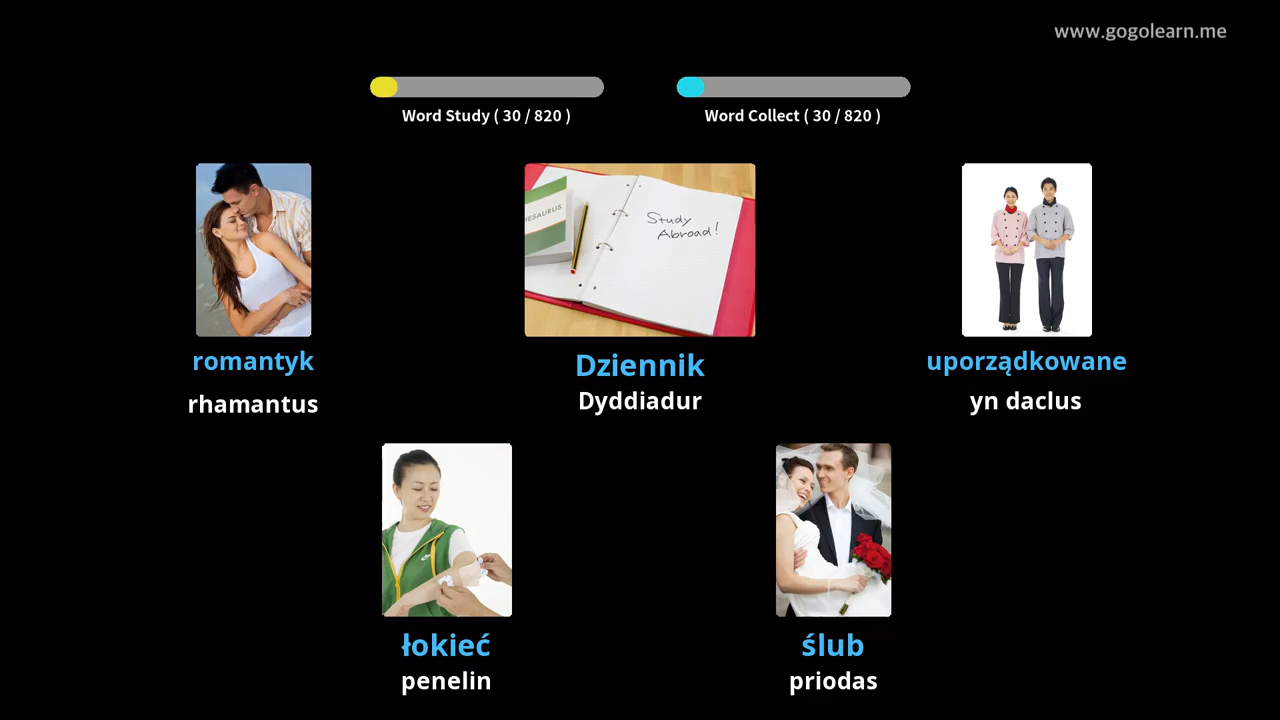 www.gogolearn.me
Word Study ( 30 / 820 )
Word Collect ( 30 / 820 )
HESAURUS
Study
Abroad!
romantyk
rhamantus
Dziennik
Dyddiadur
uporządkowane
yn daclus
łokieć
penelin
ślub
priodas